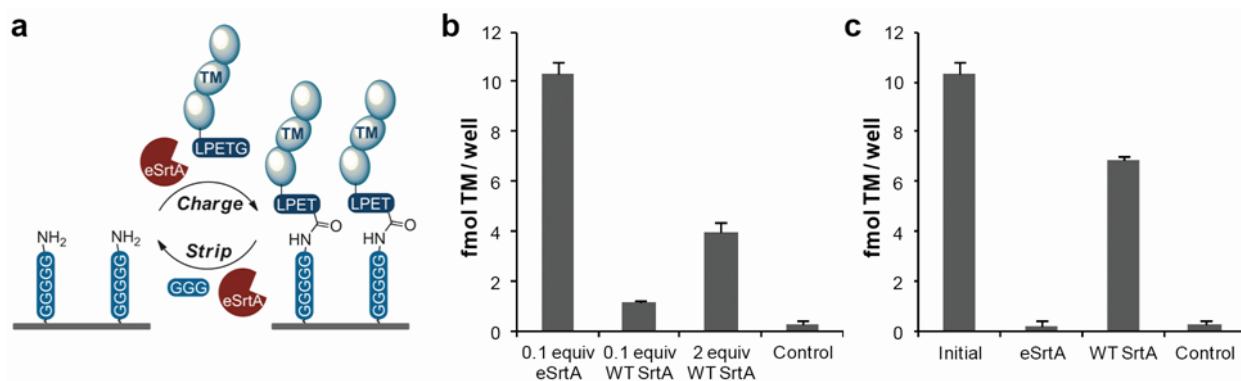 a
TM
LPETG
eSrtA
Charge
Strip
GGG
eSrtA
NH2
NH2
GGGGG
GGGGG
TM
TM
LPET
LPET
O
O
HN
HN
GGGGG
GGGGG
b
fmol TM / well
12
10
8
6
4
2
0
0.1 equiv 0.1 equiv 2 equiv Control
eSrtA WT SrtA WT SrtA
c
fmol TM / well
12
10
8
6
4
2
0
Initial eSrtA WT SrtA Control